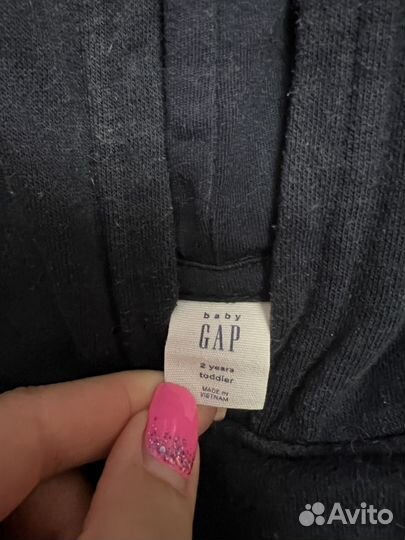 baby
GAP
2 years
toddler
MADE IN
VIETNAM
Avito